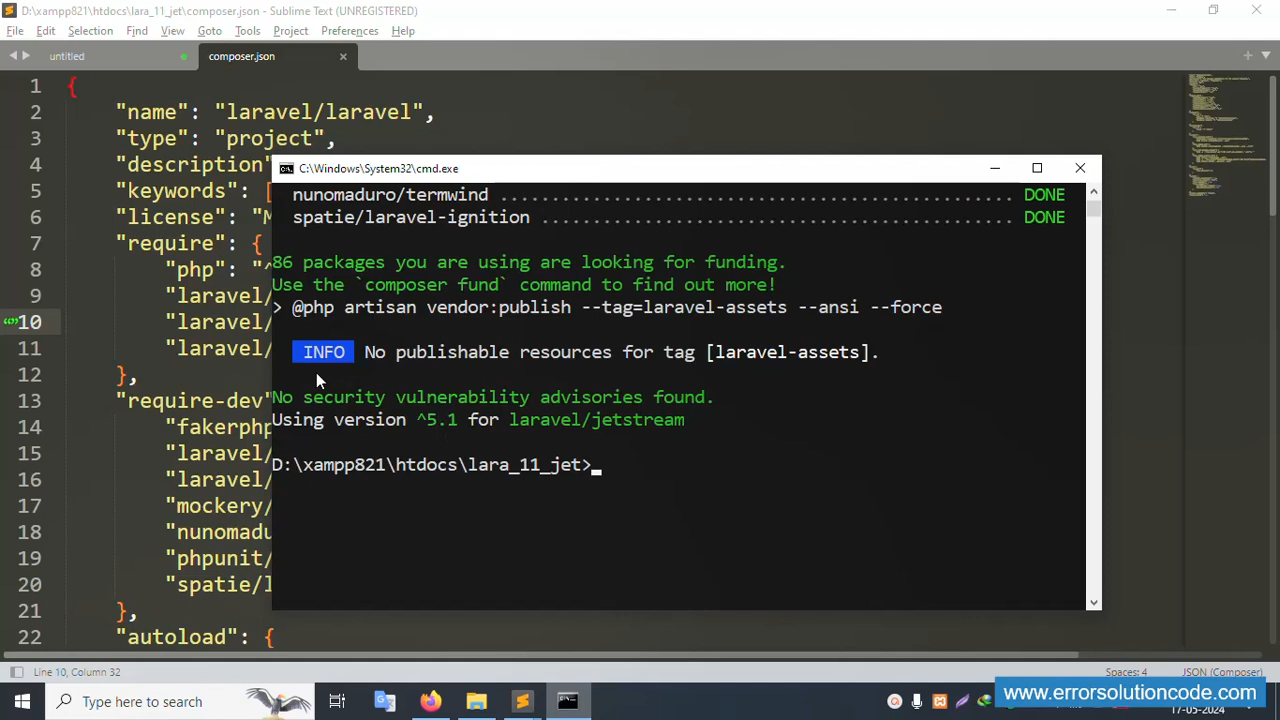 D:\xampp821\htdocs\lara_11_jet\composer.json - Sublime Text (UNREGISTERED)
File Edit Selection Find View Goto Tools Project Preferences Help
untitled
composer.json
1 {
2 "name": "laravel/laravel",
3 "type": "project",
4 "description"
5 "keywords": [
6 "license": "M
7 "require": {
8 "php": "^
9 "laravel/
10 "laravel/
11 "laravel/
12 },
13 "require-dev"
14 "fakerphp
15 "laravel/
16 "laravel/
17 "mockery/
18 "nunomadu
19 "phpunit/
20 "spatie/l
21 },
22 "autoload": {
C:\Windows\System32\cmd.exe
nunomaduro/termwind .................................................. DONE
spatie/laravel-ignition .............................................. DONE
86 packages you are using are looking for funding.
Use the `composer fund` command to find out more!
> @php artisan vendor:publish --tag=laravel-assets --ansi --force
INFO No publishable resources for tag [laravel-assets].
No security vulnerability advisories found.
Using version ^5.1 for laravel/jetstream
D:\xampp821\htdocs\lara_11_jet>
Line 10, Column 32
Spaces: 4
JSON (Composer)
Type here to search
www.errorsolutioncode.com
17-05-2024